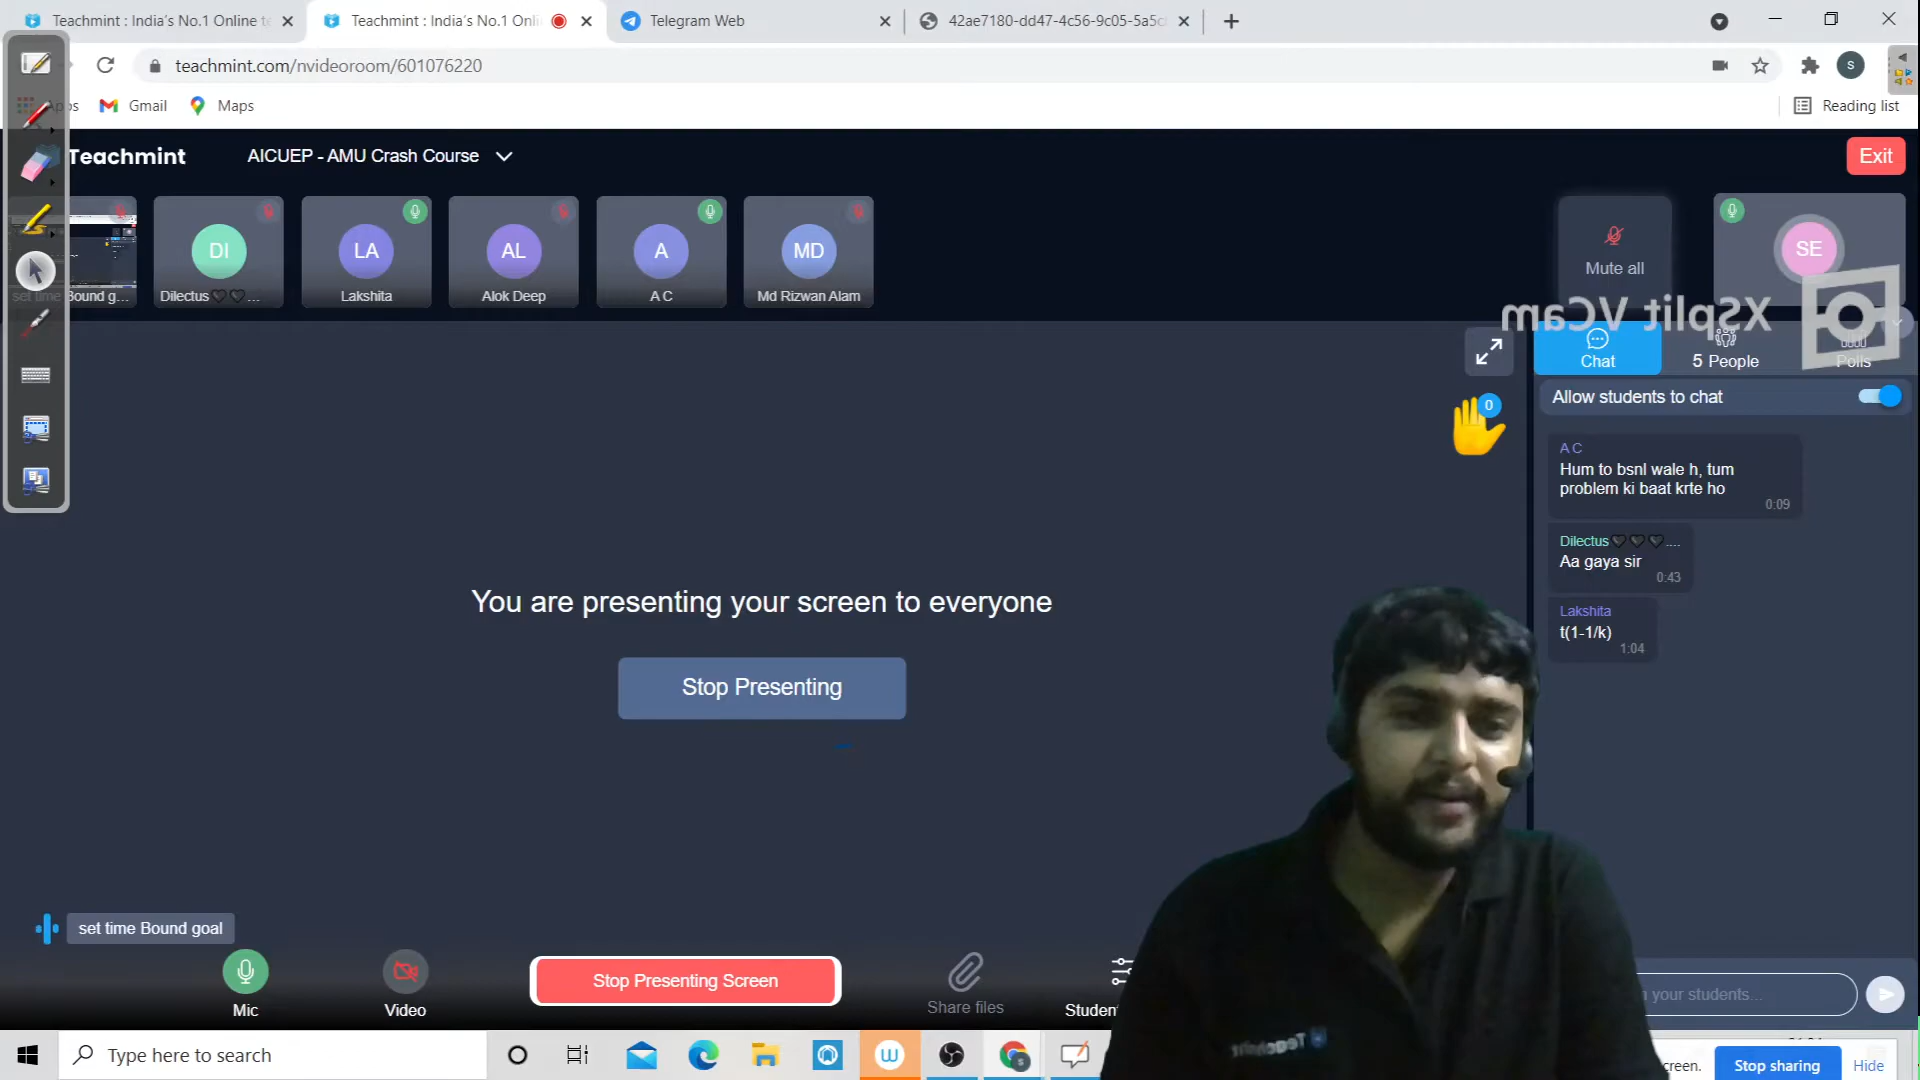 Teachmint : India's No.1 Online te
Teachmint : India's No.1 Onli
Telegram Web
42ae7180-dd47-4c56-9c05-5a5c
teachmint.com/nvideoroom/601076220
S
Apps
Gmail
Maps
Reading list
Teachmint
AICUEP - AMU Crash Course
Exit
DI
LA
AL
A
MD
SE
Mute all
set time Bound g...
Dilectus🖤🖤...
Lakshita
Alok Deep
A C
Md Rizwan Alam
XSplit VCam
Chat
5 People
Polls
Allow students to chat
0
A C
Hum to bsnl wale h, tum
problem ki baat krte ho
0:09
Dilectus🖤🖤🖤....
Aa gaya sir
0:43
Lakshita
t(1-1/k)
1:04
You are presenting your screen to everyone
Stop Presenting
set time Bound goal
Mic
Video
Stop Presenting Screen
Share files
Studen
your students...
Teachmint
Type here to search
W
creen.
Stop sharing
Hide